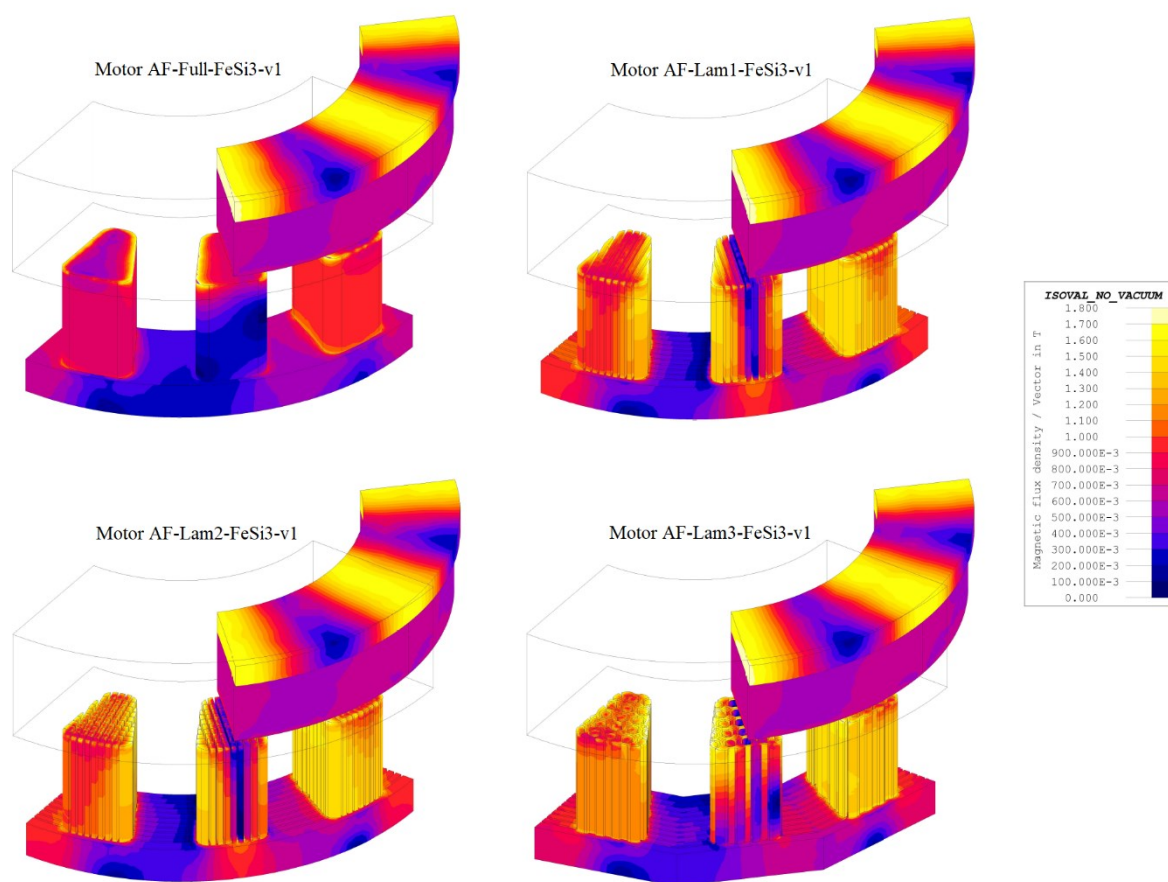 Motor AF-Full-FeSi3-v1
Motor AF-Lam1-FeSi3-v1
Motor AF-Lam2-FeSi3-v1
Motor AF-Lam3-FeSi3-v1
ISOVAL_NO_VACUUM
Magnetic flux density / Vector in T
1.800
1.700
1.600
1.500
1.400
1.300
1.200
1.100
1.000
900.000E-3
800.000E-3
700.000E-3
600.000E-3
500.000E-3
400.000E-3
300.000E-3
200.000E-3
100.000E-3
0.000